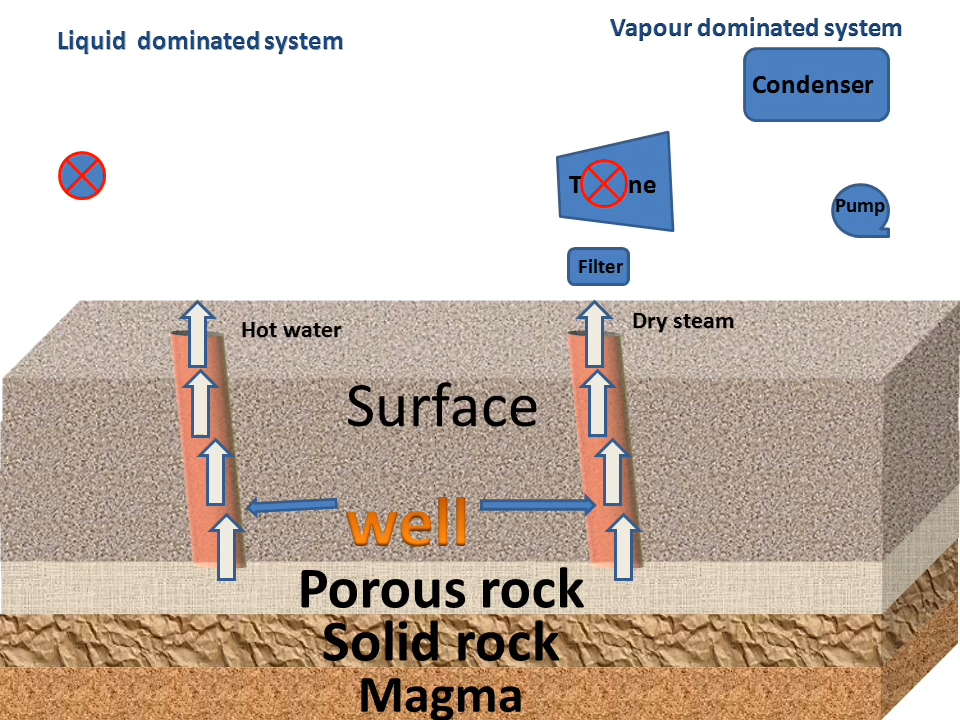 Liquid dominated system
Vapour dominated system
Condenser
Pump
Filter
Hot water
Dry steam
Surface
well
Porous rock
Solid rock
Magma